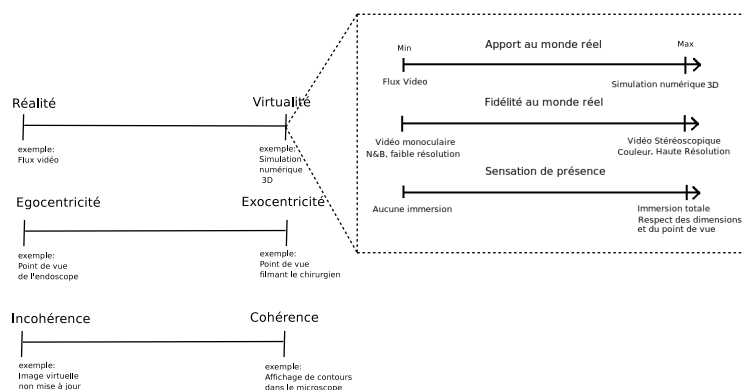 Réalité
Virtualité
exemple:
Flux vidéo
exemple:
Simulation
numérique
3D
Egocentricité
Exocentricité
exemple:
Point de vue
de l'endoscope
exemple:
Point de vue
filmant le chirurgien
Incohérence
Cohérence
exemple:
Image virtuelle
non mise à jour
exemple:
Affichage de contours
dans le microscope
Apport au monde réel
Min
Max
Flux Video
Simulation numérique 3D
Fidélité au monde réel
Vidéo monoculaire
N&B, faible résolution
Vidéo Stéréoscopique
Couleur, Haute Résolution
Sensation de présence
Aucune immersion
Immersion totale
Respect des dimensions
et du point de vue